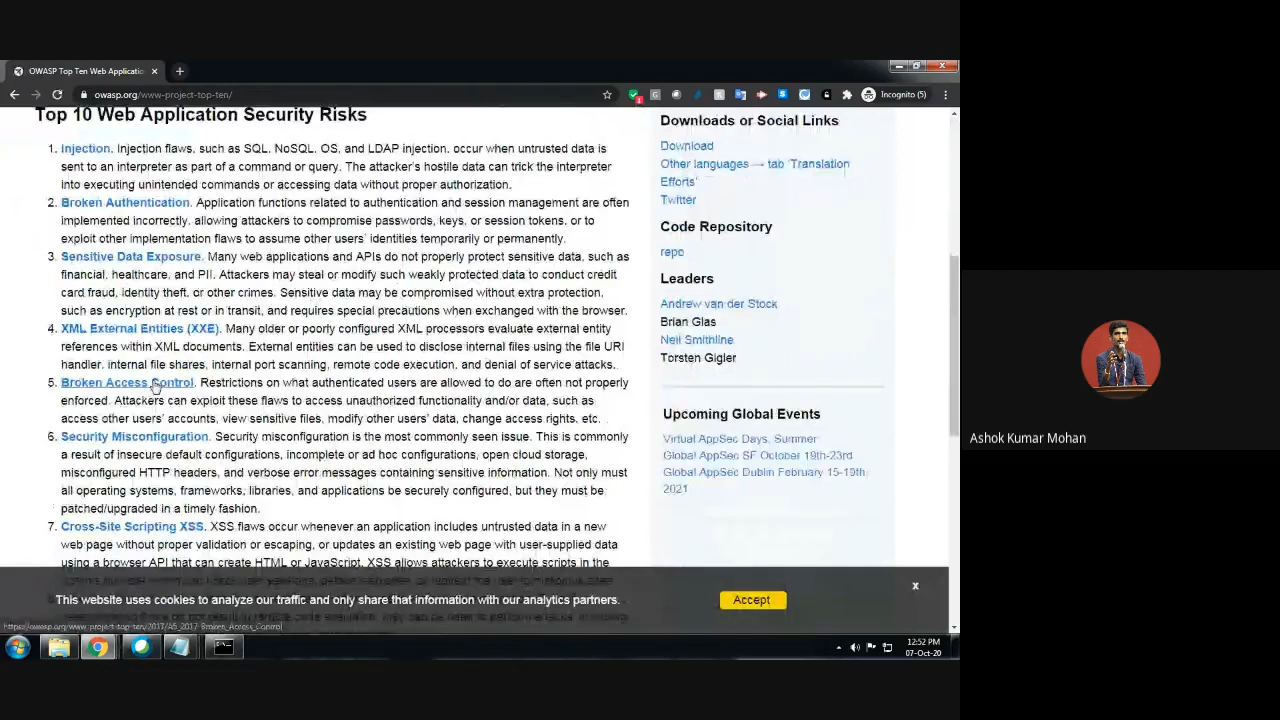 OWASP Top Ten Web Applicatio
owasp.org/www-project-top-ten/
Incognito (5)
Top 10 Web Application Security Risks
1. Injection. Injection flaws, such as SQL, NoSQL, OS, and LDAP injection, occur when untrusted data is
sent to an interpreter as part of a command or query. The attacker's hostile data can trick the interpreter
into executing unintended commands or accessing data without proper authorization.
2. Broken Authentication. Application functions related to authentication and session management are often
implemented incorrectly, allowing attackers to compromise passwords, keys, or session tokens, or to
exploit other implementation flaws to assume other users' identities temporarily or permanently.
3. Sensitive Data Exposure. Many web applications and APIs do not properly protect sensitive data, such as
financial, healthcare, and PII. Attackers may steal or modify such weakly protected data to conduct credit
card fraud, identity theft, or other crimes. Sensitive data may be compromised without extra protection,
such as encryption at rest or in transit, and requires special precautions when exchanged with the browser.
4. XML External Entities (XXE). Many older or poorly configured XML processors evaluate external entity
references within XML documents. External entities can be used to disclose internal files using the file URI
handler, internal file shares, internal port scanning, remote code execution, and denial of service attacks.
5. Broken Access Control. Restrictions on what authenticated users are allowed to do are often not properly
enforced. Attackers can exploit these flaws to access unauthorized functionality and/or data, such as
access other users' accounts, view sensitive files, modify other users' data, change access rights, etc.
6. Security Misconfiguration. Security misconfiguration is the most commonly seen issue. This is commonly
a result of insecure default configurations, incomplete or ad hoc configurations, open cloud storage,
misconfigured HTTP headers, and verbose error messages containing sensitive information. Not only must
all operating systems, frameworks, libraries, and applications be securely configured, but they must be
patched/upgraded in a timely fashion.
7. Cross-Site Scripting XSS. XSS flaws occur whenever an application includes untrusted data in a new
web page without proper validation or escaping, or updates an existing web page with user-supplied data
using a browser API that can create HTML or JavaScript. XSS allows attackers to execute scripts in the
Downloads or Social Links
Download
Other languages → tab 'Translation
Efforts'
Twitter
Code Repository
repo
Leaders
Andrew van der Stock
Brian Glas
Neil Smithline
Torsten Gigler
Upcoming Global Events
Virtual AppSec Days, Summer
Global AppSec SF October 19th-23rd
Global AppSec Dublin February 15-19th,
2021
This website uses cookies to analyze our traffic and only share that information with our analytics partners.
Accept
x
https://owasp.org/www-project-top-ten/2017/A5_2017-Broken_Access_Control
12:52 PM
07-Oct-20
Ashok Kumar Mohan